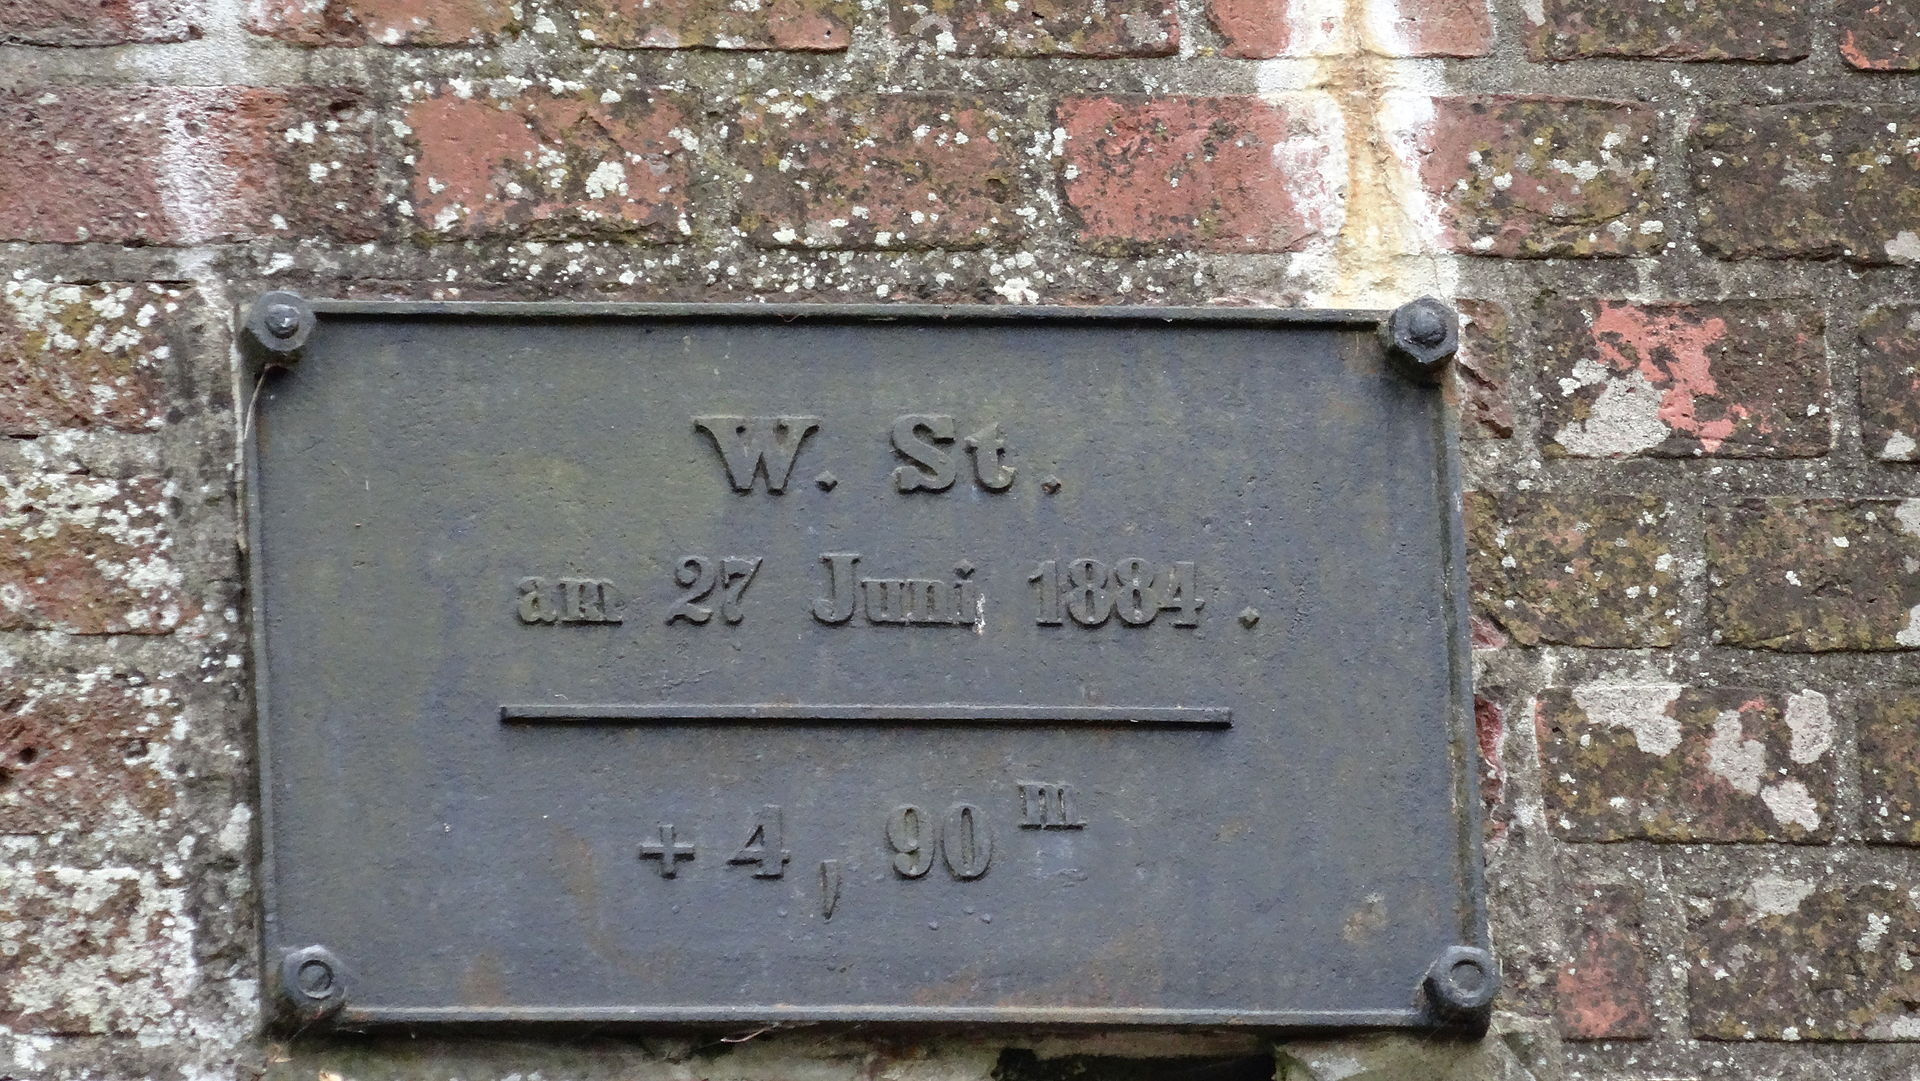 W. St.
am 27 Juni 1884.
+ 4, 90 m